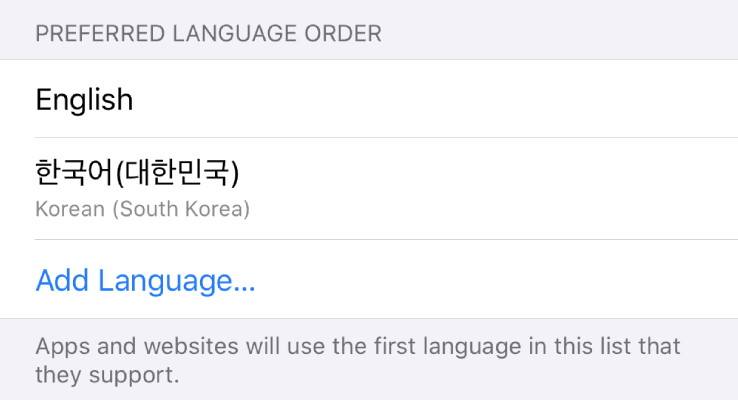 PREFERRED LANGUAGE ORDER
English
한국어(대한민국)
Korean (South Korea)
Add Language...
Apps and websites will use the first language in this list that
they support.